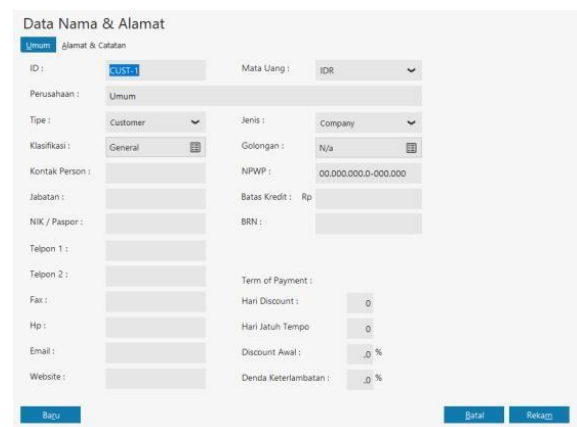 Data Nama & Alamat
Umum Alamat & Catatan
ID : CUST-1 Mata Uang : IDR
Perusahaan : Umum
Tipe : Customer Jenis : Company
Klasifikasi : General Golongan : N/a
Kontak Person : NPWP : 00.000.000.0-000.000
Jabatan : Batas Kredit : Rp
NIK / Paspor : BRN :
Telpon 1 :
Telpon 2 : Term of Payment :
Fax : Hari Discount : 0
Hp : Hari Jatuh Tempo 0
Email : Discount Awal : .0 %
Website : Denda Keterlambatan : .0 %
Baru Batal Rekam